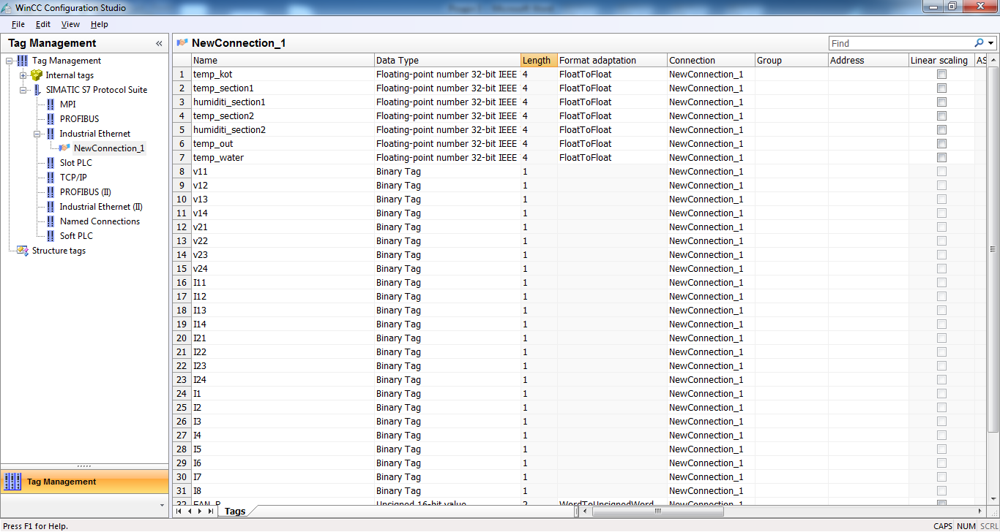 WinCC Configuration Studio
File Edit View Help
Tag Management «
Tag Management
Internal tags
SIMATIC S7 Protocol Suite
MPI
PROFIBUS
Industrial Ethernet
NewConnection_1
Slot PLC
TCP/IP
PROFIBUS (II)
Industrial Ethernet (II)
Named Connections
Soft PLC
Structure tags
Tag Management
NewConnection_1 Find
Name Data Type Length Format adaptation Connection Group Address Linear scaling AS
1 temp_kot Floating-point number 32-bit IEEE 4 FloatToFloat NewConnection_1
2 temp_section1 Floating-point number 32-bit IEEE 4 FloatToFloat NewConnection_1
3 humiditi_section1 Floating-point number 32-bit IEEE 4 FloatToFloat NewConnection_1
4 temp_section2 Floating-point number 32-bit IEEE 4 FloatToFloat NewConnection_1
5 humiditi_section2 Floating-point number 32-bit IEEE 4 FloatToFloat NewConnection_1
6 temp_out Floating-point number 32-bit IEEE 4 FloatToFloat NewConnection_1
7 temp_water Floating-point number 32-bit IEEE 4 FloatToFloat NewConnection_1
8 v11 Binary Tag 1 NewConnection_1
9 v12 Binary Tag 1 NewConnection_1
10 v13 Binary Tag 1 NewConnection_1
11 v14 Binary Tag 1 NewConnection_1
12 v21 Binary Tag 1 NewConnection_1
13 v22 Binary Tag 1 NewConnection_1
14 v23 Binary Tag 1 NewConnection_1
15 v24 Binary Tag 1 NewConnection_1
16 I11 Binary Tag 1 NewConnection_1
17 I12 Binary Tag 1 NewConnection_1
18 I13 Binary Tag 1 NewConnection_1
19 I14 Binary Tag 1 NewConnection_1
20 I21 Binary Tag 1 NewConnection_1
21 I22 Binary Tag 1 NewConnection_1
22 I23 Binary Tag 1 NewConnection_1
23 I24 Binary Tag 1 NewConnection_1
24 I1 Binary Tag 1 NewConnection_1
25 I2 Binary Tag 1 NewConnection_1
26 I3 Binary Tag 1 NewConnection_1
27 I4 Binary Tag 1 NewConnection_1
28 I5 Binary Tag 1 NewConnection_1
29 I6 Binary Tag 1 NewConnection_1
30 I7 Binary Tag 1 NewConnection_1
31 I8 Binary Tag 1 NewConnection_1
32 Unsigned 16-bit value 2 WordToUnsignedWord NewConnection_1
Tags
Press F1 for Help. CAPS NUM SCRL